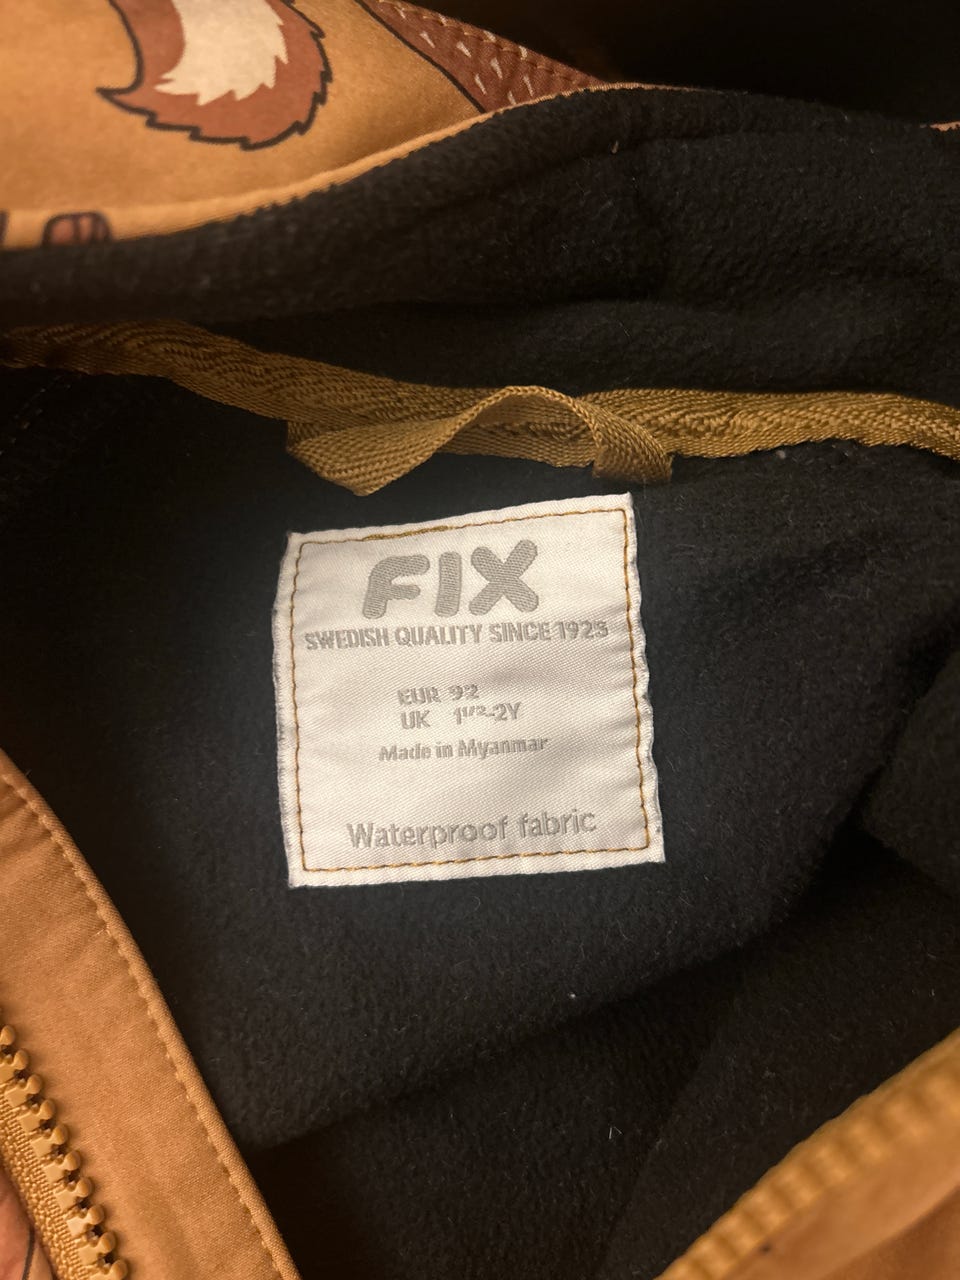 FIX
SWEDISH QUALITY SINCE 1923
EUR 92
UK 1½-2Y
Made in Myanmar
Waterproof fabric